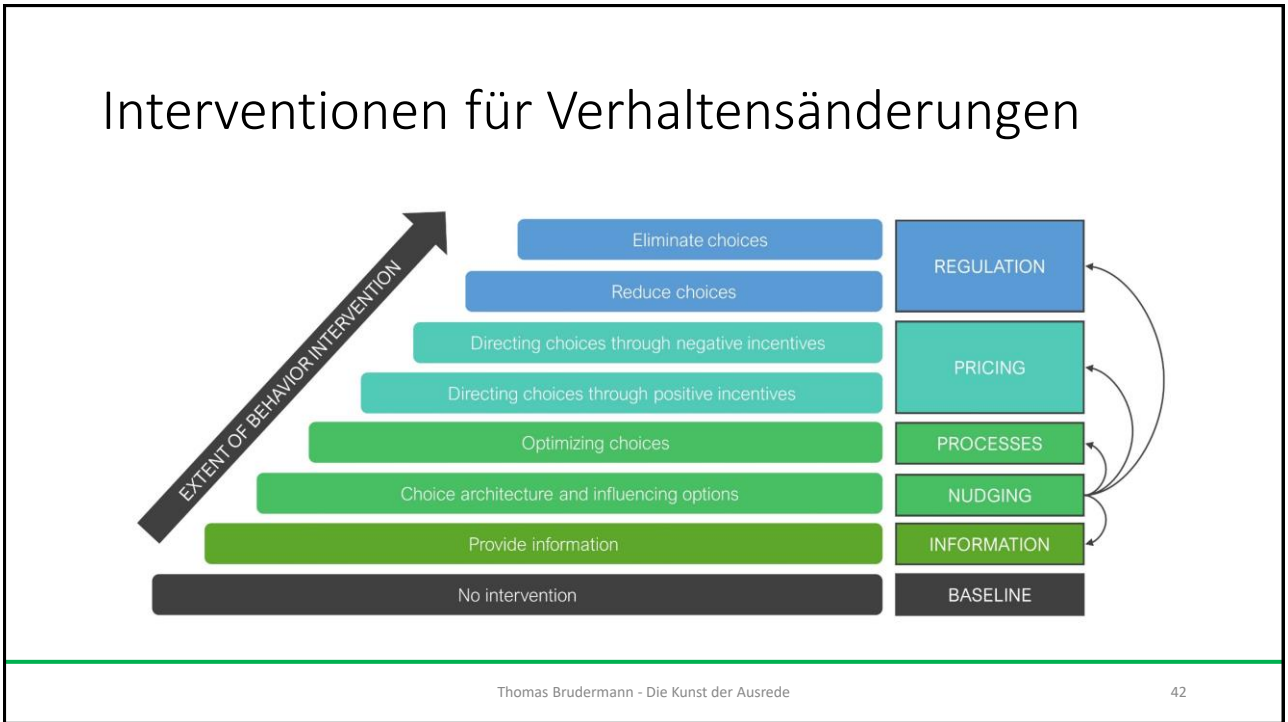 Interventionen für Verhaltensänderungen
EXTENT OF BEHAVIOR INTERVENTION
Eliminate choices
Reduce choices
REGULATION
Directing choices through negative incentives
Directing choices through positive incentives
PRICING
Optimizing choices
PROCESSES
Choice architecture and influencing options
NUDGING
Provide information
INFORMATION
No intervention
BASELINE
Thomas Brudermann - Die Kunst der Ausrede
42